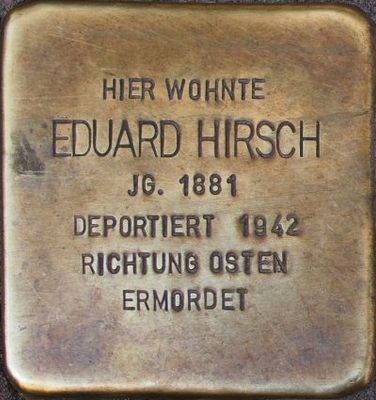 HIER WOHNTE
EDUARD HIRSCH
JG. 1881
DEPORTIERT 1942
RICHTUNG OSTEN
ERMORDET